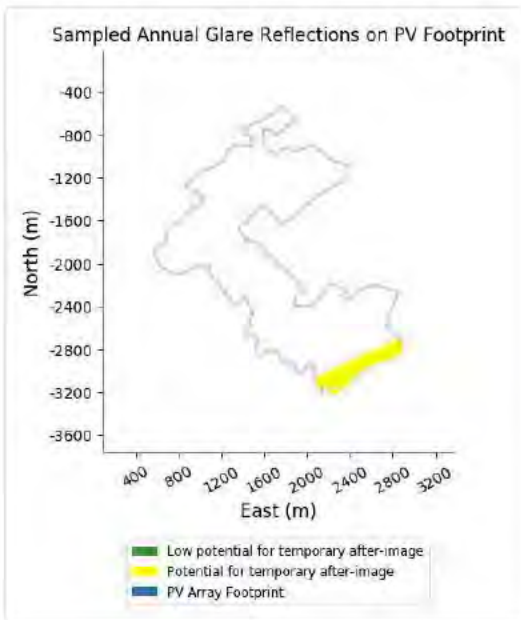 Sampled Annual Glare Reflections on PV Footprint
-400
-800
-1200
-1600
-2000
-2400
-2800
-3200
-3600
North (m)
400
800
1200
1600
2000
2400
2800
3200
East (m)
Low potential for temporary after-image
Potential for temporary after-image
PV Array Footprint